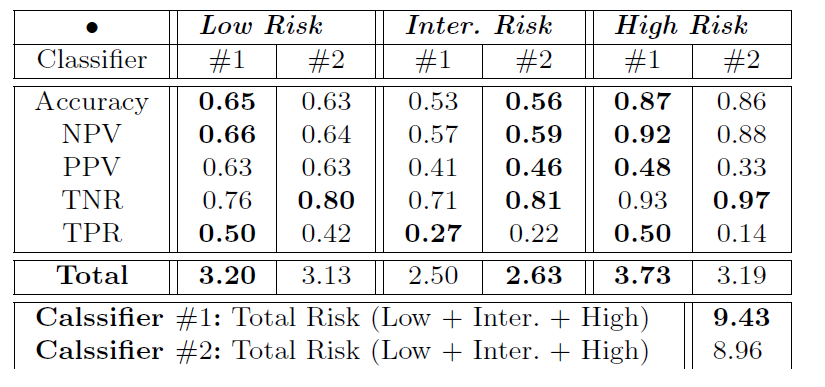 • Low Risk Inter. Risk High Risk
Classifier #1 #2 #1 #2 #1 #2
Accuracy 0.65 0.63 0.53 0.56 0.87 0.86
NPV 0.66 0.64 0.57 0.59 0.92 0.88
PPV 0.63 0.63 0.41 0.46 0.48 0.33
TNR 0.76 0.80 0.71 0.81 0.93 0.97
TPR 0.50 0.42 0.27 0.22 0.50 0.14
Total 3.20 3.13 2.50 2.63 3.73 3.19
Calssifier #1: Total Risk (Low + Inter. + High) 9.43
Calssifier #2: Total Risk (Low + Inter. + High) 8.96